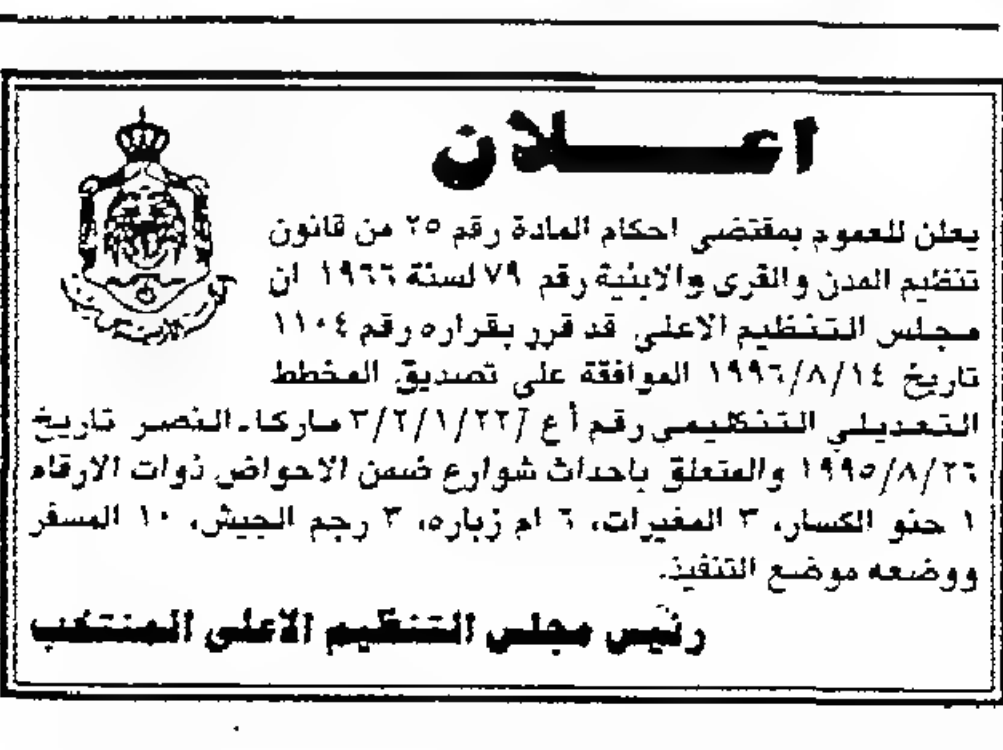 اعـــــلان
يعلن للعموم بمقتضى احكام المادة رقم ٢٥ من قانون
تنظيم المدن والقرى والابنية رقم ٧٩ لسنة ١٩٦٦ ان
مجلس التنظيم الاعلى قد قرر بقراره رقم ١١٠٤
تاريخ ١٩٩٦/٨/١٤ الموافقة على تصديق المخطط
التعديلي التنظيمي رقم أع /٣/٢/١/٢٢ ماركا ـ النصر تاريخ
١٩٩٥/٨/٢٦ والمتعلق باحداث شوارع ضمن الاحواض ذوات الارقام
١ حنو الكسار، ٣ المغيرات، ٦ ام زباره، ٣ رجم الجيش، ١٠ المسفر
ووضعه موضع التنفيذ.
رئيس مجلس التنظيم الاعلى المنتخب